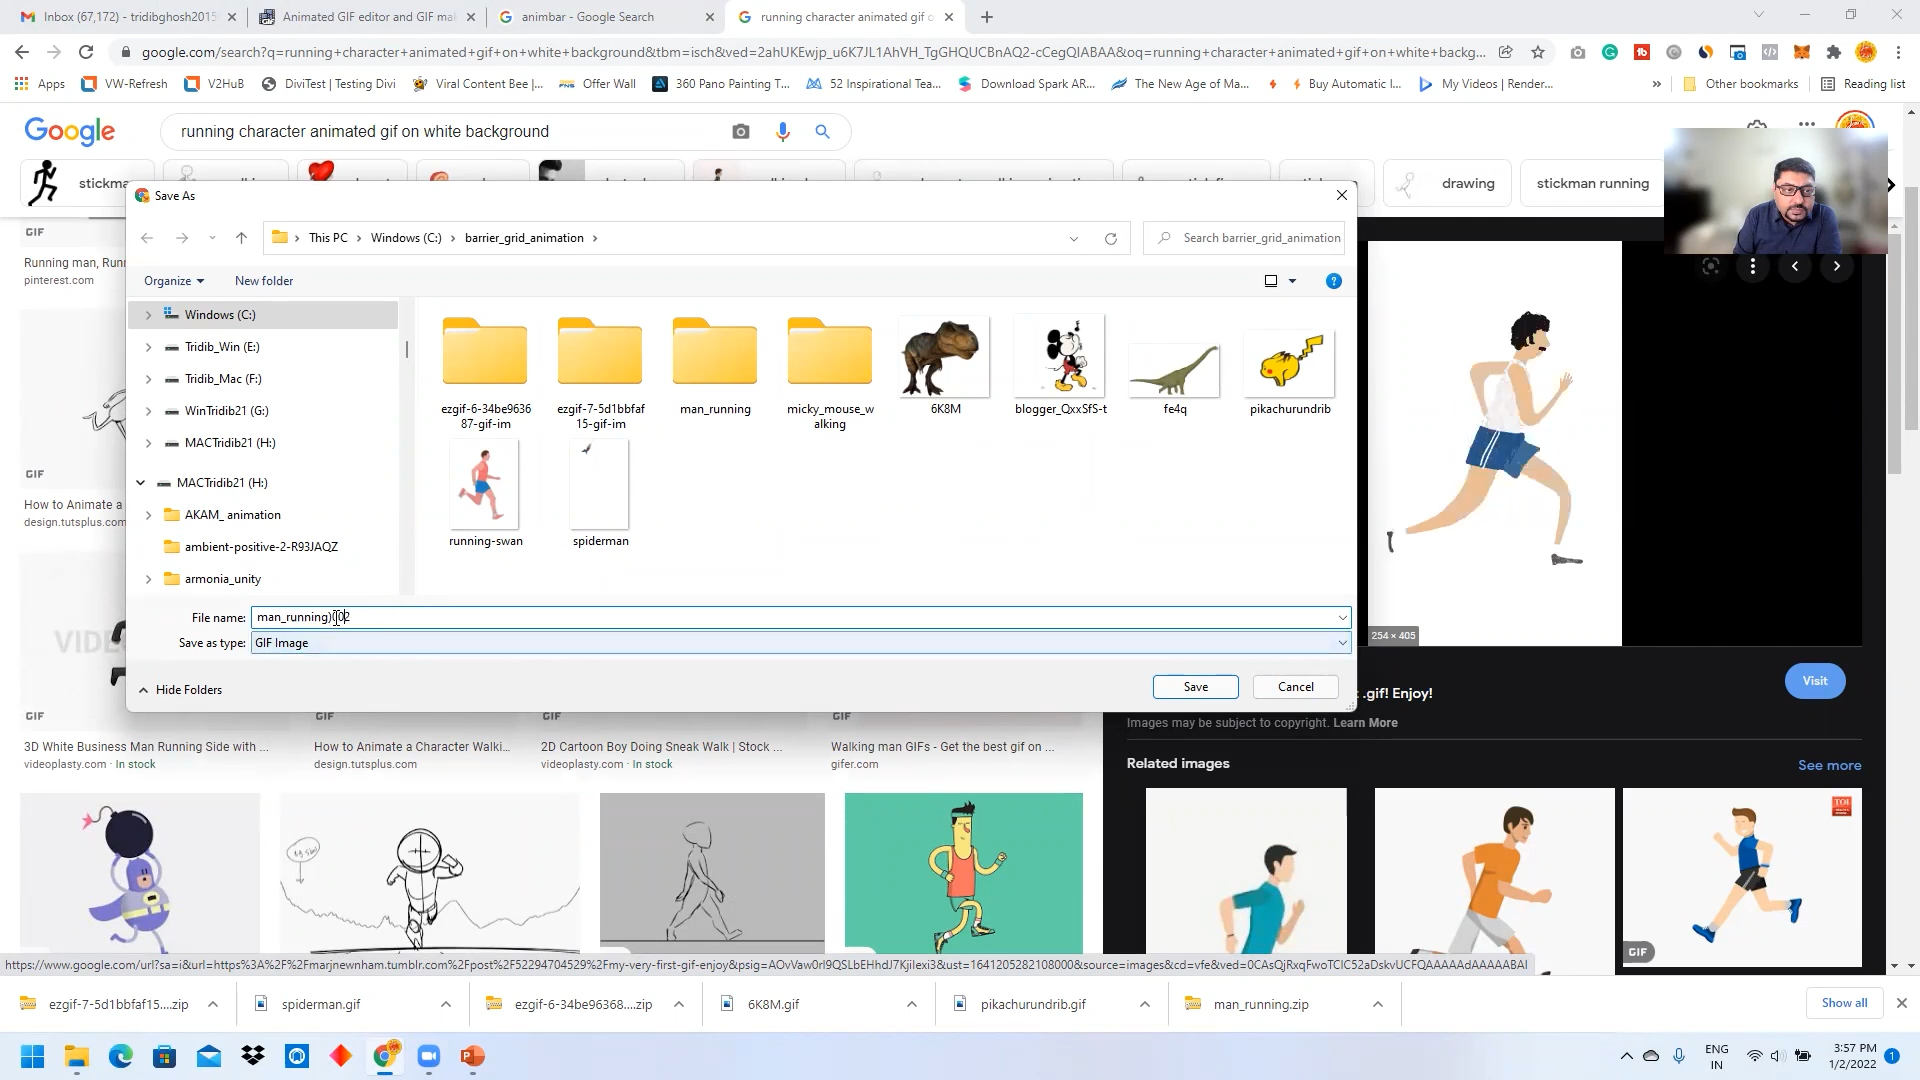 Inbox (67,172) - tridibghosh2015
Animated GIF editor and GIF ma
animbar - Google Search
running character animated gif o
google.com/search?q=running+character+animated+gif+on+white+background&tbm=isch&ved=2ahUKEwjp_u6K7JL1AhVH_TgGHQUCBnAQ2-cCegQIABAA&oq=running+character+animated+gif+on+white+backg...
Apps
VW-Refresh
V2HuB
DiviTest | Testing Divi
Viral Content Bee |...
Offer Wall
360 Pano Painting T...
52 Inspirational Tea...
Download Spark AR...
The New Age of Ma...
Buy Automatic I...
My Videos | Render...
»
Other bookmarks
Reading list
Google
running character animated gif on white background
stickma
drawing
stickman running
Save As
This PC > Windows (C:) > barrier_grid_animation >
Search barrier_grid_animation
Organize
New folder
Windows (C:)
Tridib_Win (E:)
Tridib_Mac (F:)
WinTridib21 (G:)
MACTridib21 (H:)
MACTridib21 (H:)
AKAM_ animation
ambient-positive-2-R93JAQZ
armonia_unity
ezgif-6-34be9636
87-gif-im
ezgif-7-5d1bbfaf
15-gif-im
man_running
micky_mouse_w
alking
6K8M
blogger_QxxSfS-t
fe4q
pikachurundrib
running-swan
spiderman
File name:
Save as type: GIF Image
Hide Folders
Save
Cancel
GIF
Running man, Run
pinterest.com
GIF
How to Animate a
design.tutsplus.com
VIDE
GIF
GIF
GIF
GIF
3D White Business Man Running Side with ...
videoplasty.com · In stock
How to Animate a Character Walki...
design.tutsplus.com
2D Cartoon Boy Doing Sneak Walk | Stock ...
videoplasty.com · In stock
Walking man GIFs - Get the best gif on ...
gifer.com
254 × 405
.gif! Enjoy!
Visit
Images may be subject to copyright. Learn More
Related images
See more
TOI
GIF
ezgif-7-5d1bbfaf15....zip
spiderman.gif
ezgif-6-34be96368....zip
6K8M.gif
pikachurundrib.gif
man_running.zip
Show all
ENG
IN
3:57 PM
1/2/2022
1